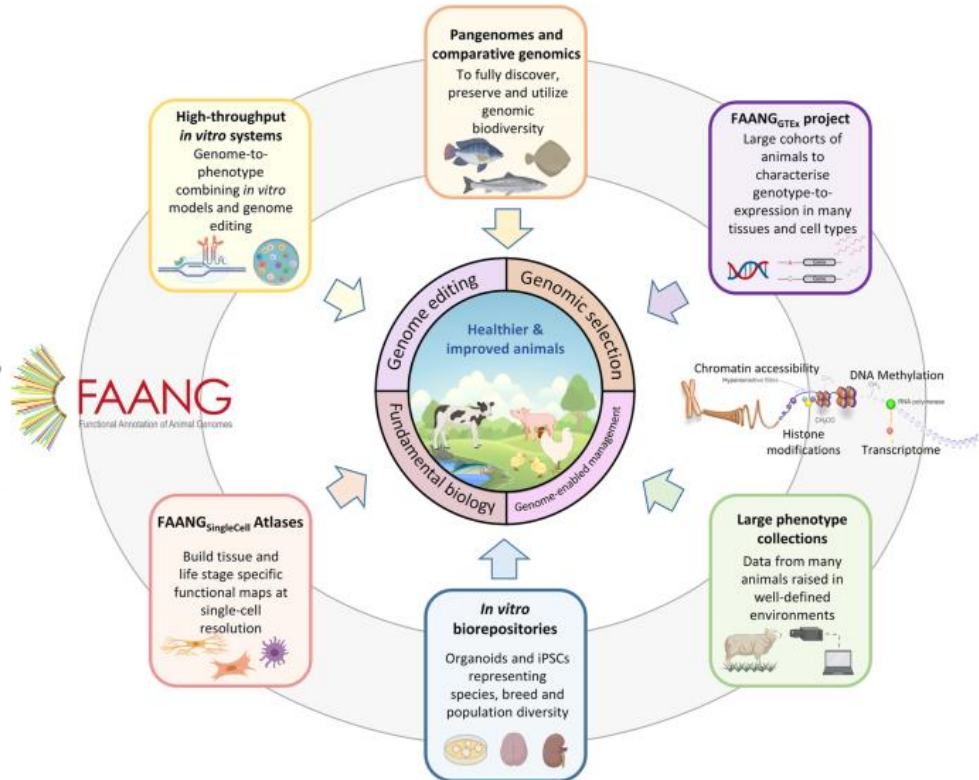 Pangenomes and
comparative genomics
To fully discover,
preserve and utilize
genomic
biodiversity
High-throughput
in vitro systems
Genome-to-
phenotype
combining in vitro
models and genome
editing
FAANGGTEx project
Large cohorts of
animals to
characterise
genotype-to-
expression in many
tissues and cell types
Genome editing
Genomic selection
Healthier &
improved animals
Fundamental biology
Genome-enabled management
FAANG
Functional Annotation of Animal Genomes
Chromatin accessibility
Hypersensitive Sites
DNA Methylation
RNA polymerase
CH₃CO
Histone
modifications
Transcriptome
FAANGSingleCell Atlases
Build tissue and
life stage specific
functional maps at
single-cell
resolution
In vitro
biorepositories
Organoids and iPSCs
representing
species, breed and
population diversity
Large phenotype
collections
Data from many
animals raised in
well-defined
environments